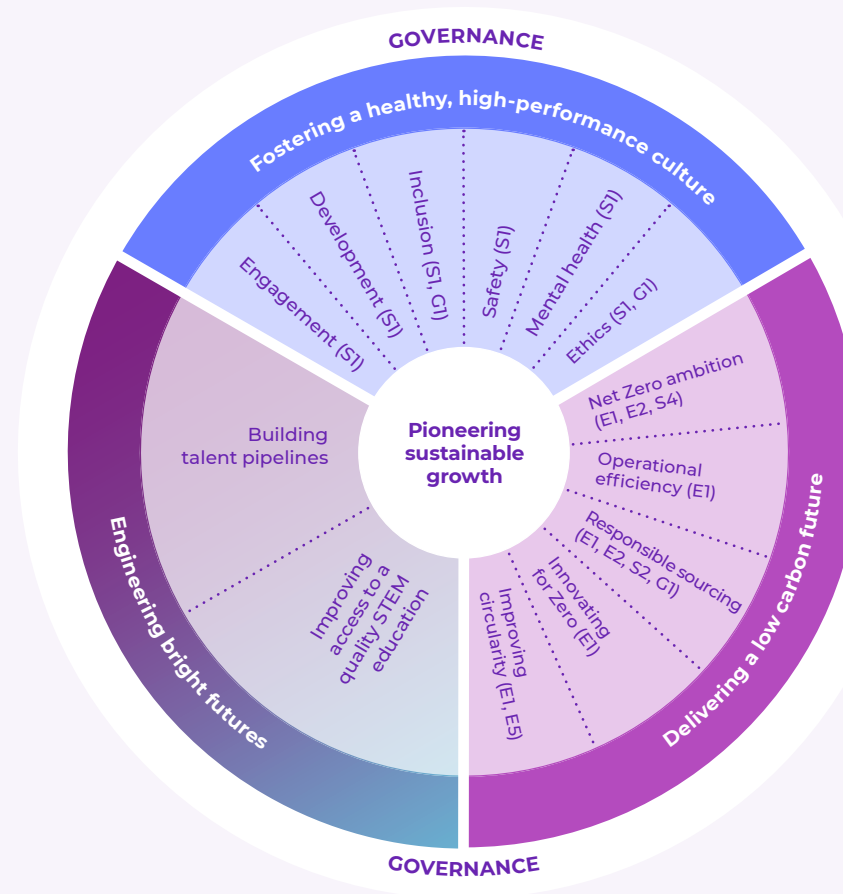 GOVERNANCE
Fostering a healthy, high-performance culture
Engagement (S1)
Development (S1)
Inclusion (S1, G1)
Safety (S1)
Mental health (S1)
Ethics (S1, G1)
Net Zero ambition
(E1, E2, S4)
Operational
efficiency (E1)
Responsible sourcing
(E1, E2, S2, G1)
Innovating
for Zero (E1)
Improving
circularity (E1, E5)
Delivering a low carbon future
Pioneering
sustainable
growth
Building
talent pipelines
Improving
access to a
quality STEM
education
Engineering bright futures
GOVERNANCE